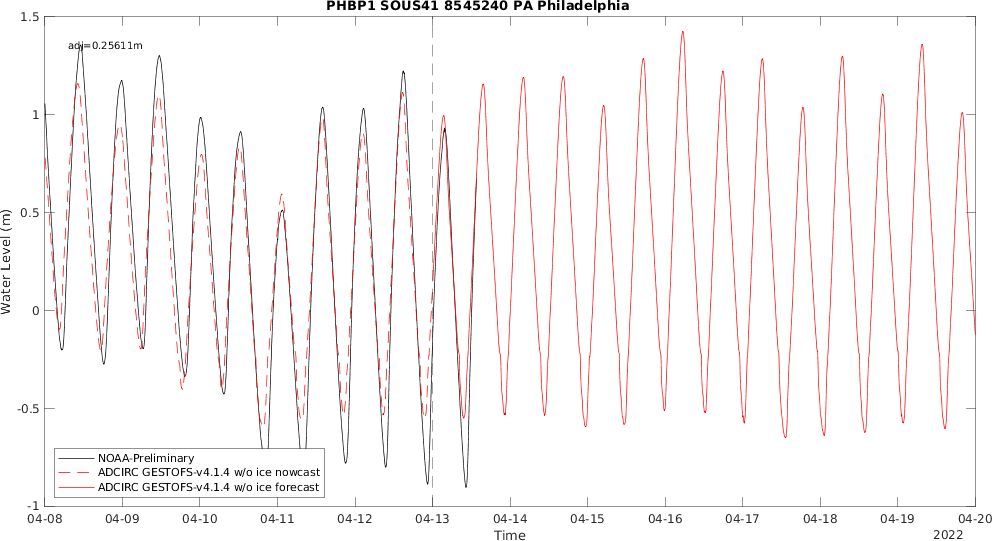 PHBP1 SOUS41 8545240 PA Philadelphia
adj=0.25611m
Water Level (m)
1.5
1
0.5
0
-0.5
-1
NOAA-Preliminary
ADCIRC GESTOFS-v4.1.4 w/o ice nowcast
ADCIRC GESTOFS-v4.1.4 w/o ice forecast
04-08 04-09 04-10 04-11 04-12 04-13 04-14 04-15 04-16 04-17 04-18 04-19 04-20
Time
2022